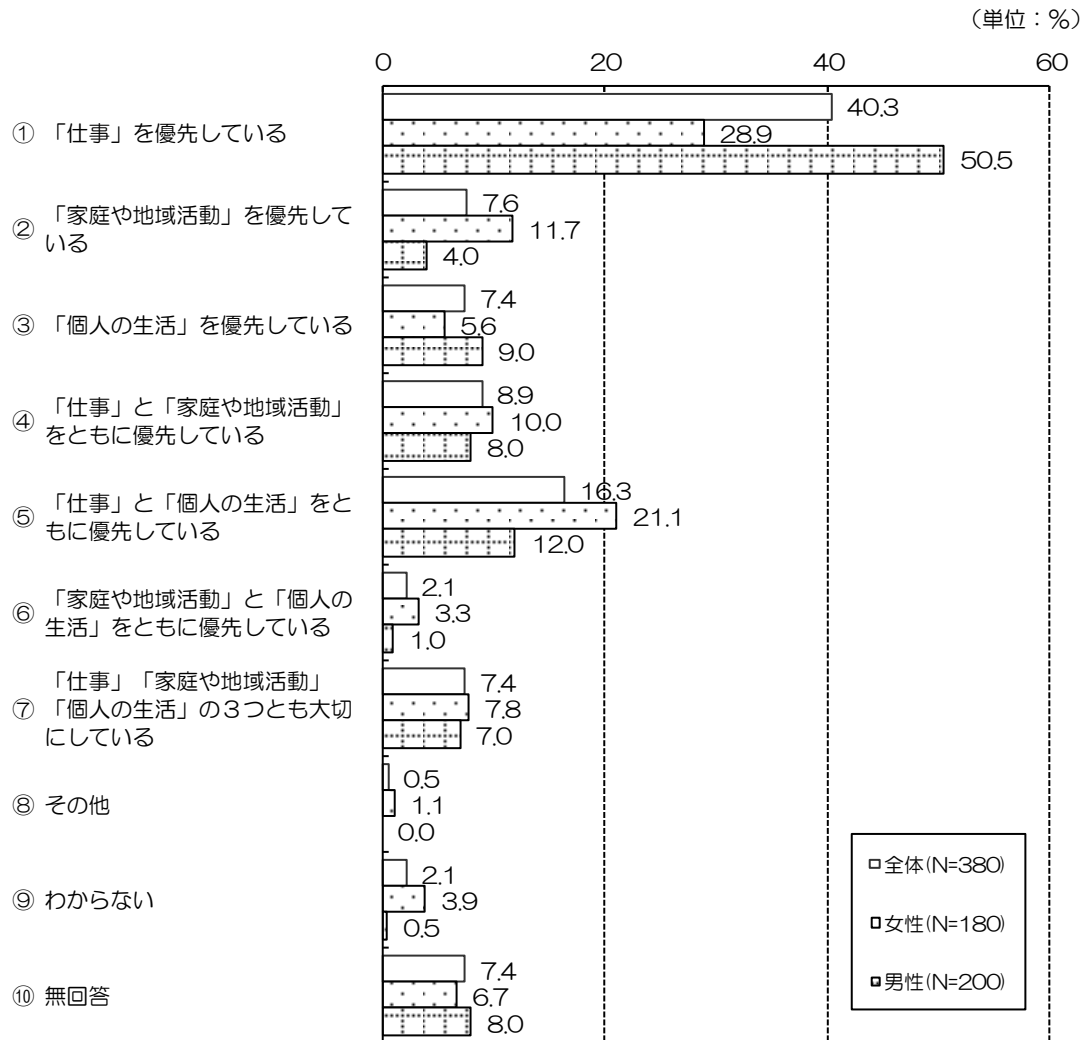 （単位：％）
0 20 40 60
① 「仕事」を優先している
40.3
28.9
50.5
② 「家庭や地域活動」を優先して
いる
7.6
11.7
4.0
③ 「個人の生活」を優先している
7.4
5.6
9.0
④ 「仕事」と「家庭や地域活動」
をともに優先している
8.9
10.0
8.0
⑤ 「仕事」と「個人の生活」をと
もに優先している
16.3
21.1
12.0
⑥ 「家庭や地域活動」と「個人の
生活」をともに優先している
2.1
3.3
1.0
「仕事」「家庭や地域活動」
⑦ 「個人の生活」の３つとも大切
にしている
7.4
7.8
7.0
⑧ その他
0.5
1.1
0.0
⑨ わからない
2.1
3.9
0.5
⑩ 無回答
7.4
6.7
8.0
全体(N=380)
女性(N=180)
男性(N=200)